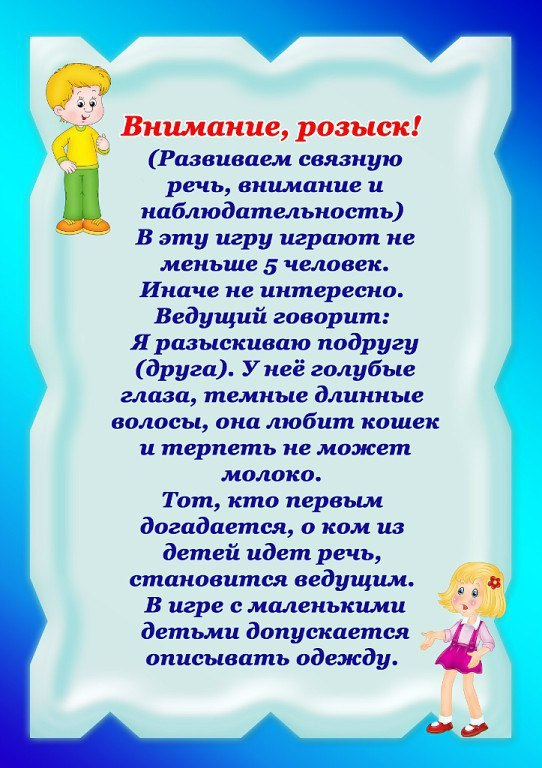 Внимание, розыск!
(Развиваем связную
речь, внимание и
наблюдательность)
В эту игру играют не
меньше 5 человек.
Иначе не интересно.
Ведущий говорит:
Я разыскиваю подругу
(друга). У неё голубые
глаза, темные длинные
волосы, она любит кошек
и терпеть не может
молоко.
Тот, кто первым
догадается, о ком из
детей идет речь,
становится ведущим.
В игре с маленькими
детьми допускается
описывать одежду.